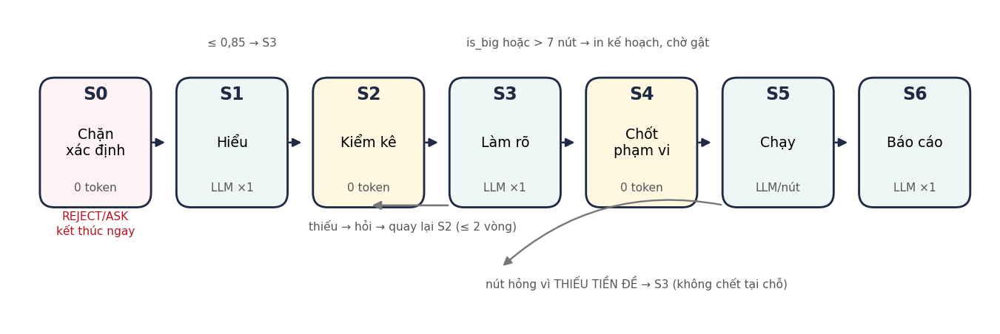 ≤ 0,85 → S3
is_big hoặc > 7 nút → in kế hoạch, chờ gật
S0
Chặn
xác định
0 token
REJECT/ASK
kết thúc ngay
S1
Hiểu
LLM ×1
S2
Kiểm kê
0 token
S3
Làm rõ
LLM ×1
S4
Chốt
phạm vi
0 token
S5
Chạy
LLM/nút
S6
Báo cáo
LLM ×1
thiếu → hỏi → quay lại S2 (≤ 2 vòng)
nút hỏng vì THIẾU TIỀN ĐỀ → S3 (không chết tại chỗ)